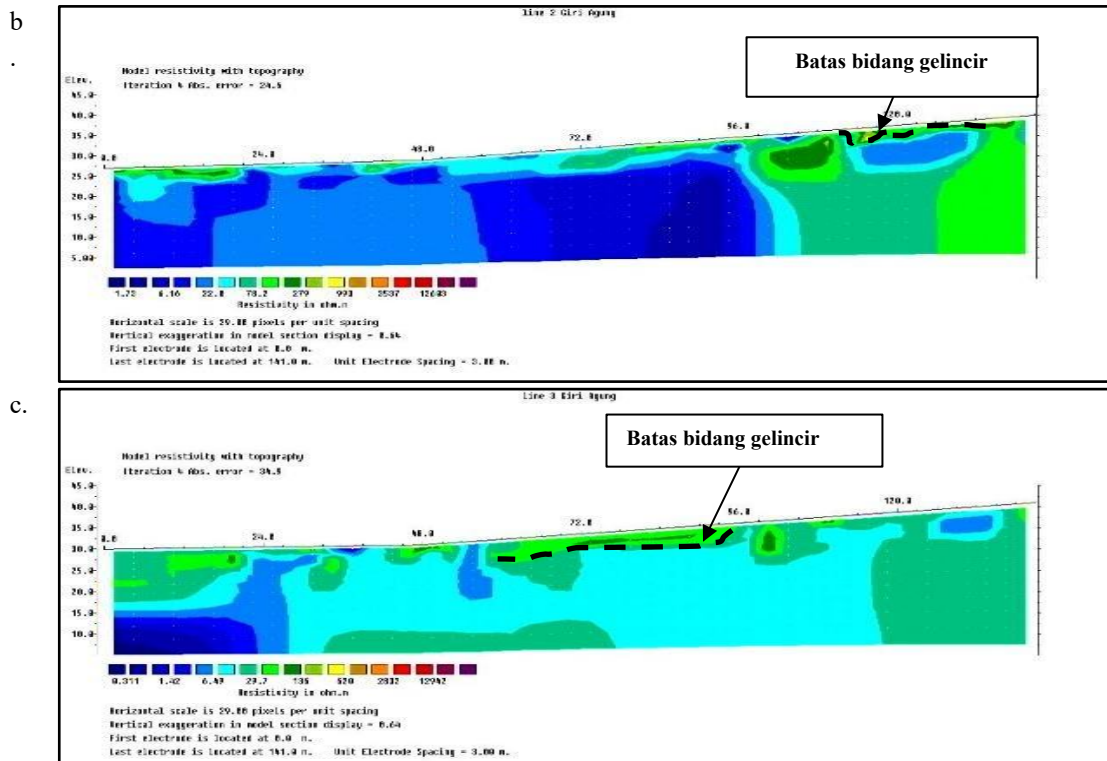 b
.
line 2 Giri Agung
Batas bidang gelincir
Model resistivity with topography
Iteration 4 Abs. error = 24.5
Elev.
45.0
40.0
35.0
30.0
25.0
20.0
15.0
10.0
5.00
0.0 24.0 48.0 72.0 96.0 120.0
1.72 6.16 22.0 78.2 279 993 2537 12603
Resistivity in ohm.m
Horizontal scale is 29.00 pixels per unit spacing
Vertical exaggeration in model section display = 0.64
First electrode is located at 0.0 m.
Last electrode is located at 141.0 m. Unit Electrode Spacing = 3.00 m.
c.
Line 3 Giri Agung
Batas bidang gelincir
Model resistivity with topography
Iteration 4 Abs. error = 34.5
Elev.
45.0
40.0
35.0
30.0
25.0
20.0
15.0
10.0
0.0 24.0 48.0 72.0 96.0 120.0
0.311 1.42 6.49 29.7 136 620 2832 12942
Resistivity in ohm.m
Horizontal scale is 29.00 pixels per unit spacing
Vertical exaggeration in model section display = 0.64
First electrode is located at 0.0 m.
Last electrode is located at 141.0 m. Unit Electrode Spacing = 3.00 m.